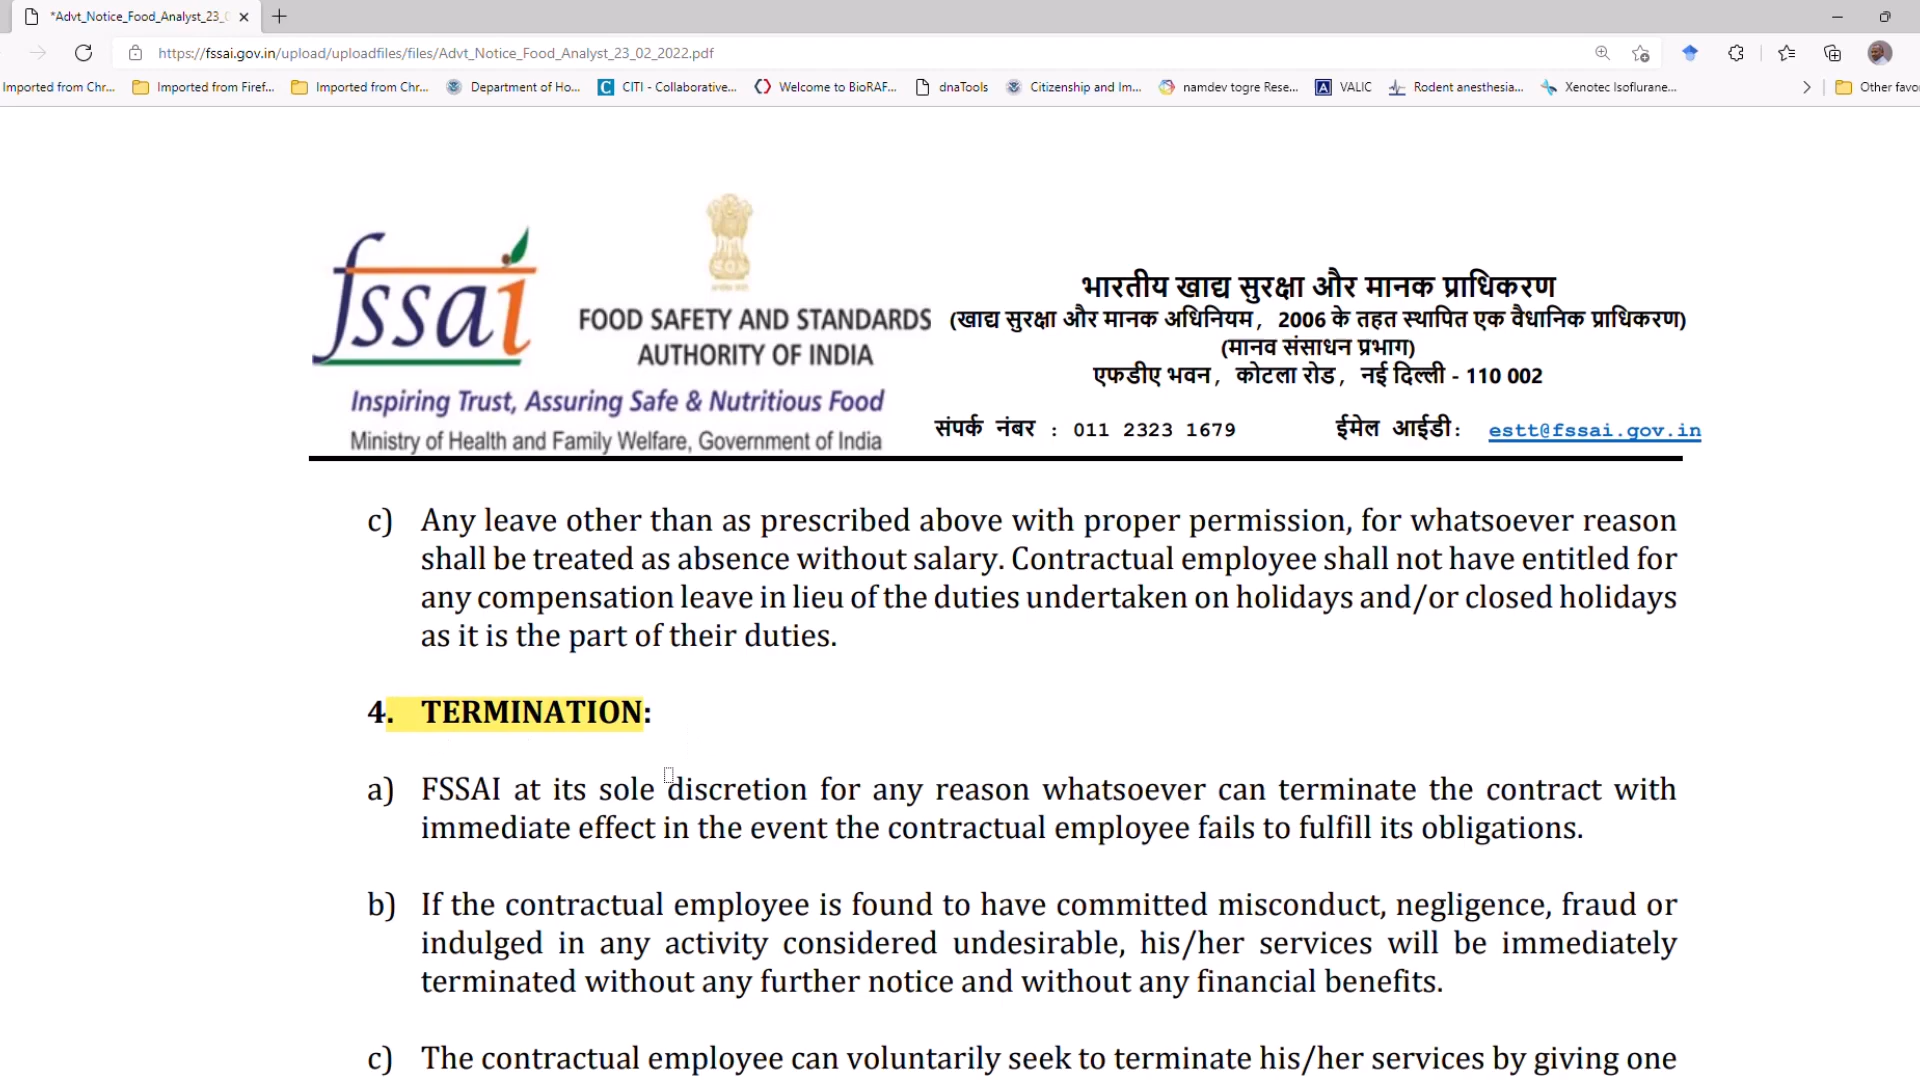 *Advt_Notice_Food_Analyst_23_
https://fssai.gov.in/upload/uploadfiles/files/Advt_Notice_Food_Analyst_23_02_2022.pdf
Imported from Chr... Imported from Firef... Imported from Chr... Department of Ho... CITI - Collaborative... Welcome to BioRAF... dnaTools Citizenship and Im... namdev togre Rese... VALIC Rodent anesthesia... Xenotec Isoflurane... Other favo
fssai
FOOD SAFETY AND STANDARDS
AUTHORITY OF INDIA
Inspiring Trust, Assuring Safe & Nutritious Food
Ministry of Health and Family Welfare, Government of India
भारतीय खाद्य सुरक्षा और मानक प्राधिकरण
(खाद्य सुरक्षा और मानक अधिनियम, 2006 के तहत स्थापित एक वैधानिक प्राधिकरण)
(मानव संसाधन प्रभाग)
एफडीए भवन, कोटला रोड, नई दिल्ली - 110 002
संपर्क नंबर : 011 2323 1679 ईमेल आईडी: estt@fssai.gov.in
c) Any leave other than as prescribed above with proper permission, for whatsoever reason
shall be treated as absence without salary. Contractual employee shall not have entitled for
any compensation leave in lieu of the duties undertaken on holidays and/or closed holidays
as it is the part of their duties.
4. TERMINATION:
a) FSSAI at its sole discretion for any reason whatsoever can terminate the contract with
immediate effect in the event the contractual employee fails to fulfill its obligations.
b) If the contractual employee is found to have committed misconduct, negligence, fraud or
indulged in any activity considered undesirable, his/her services will be immediately
terminated without any further notice and without any financial benefits.
c) The contractual employee can voluntarily seek to terminate his/her services by giving one